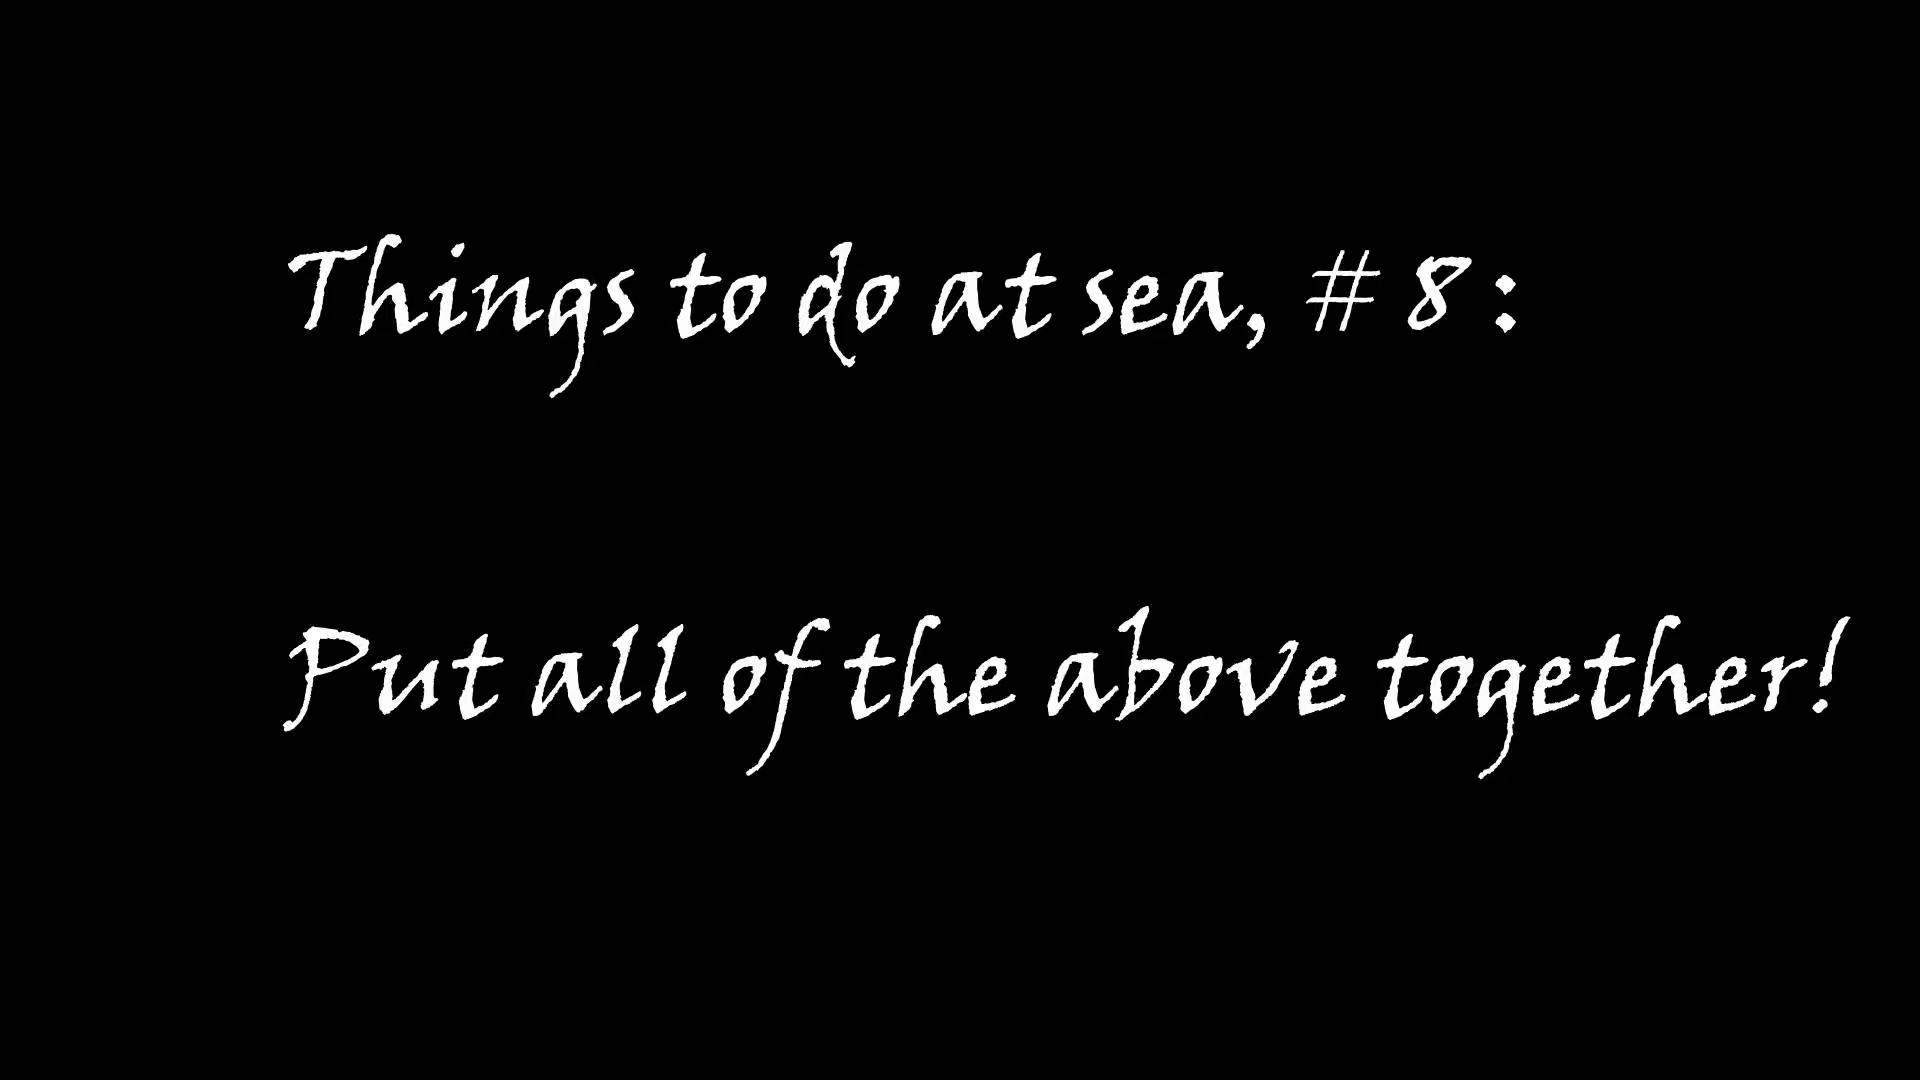 Things to do at sea, # 8 :
Put all of the above together!